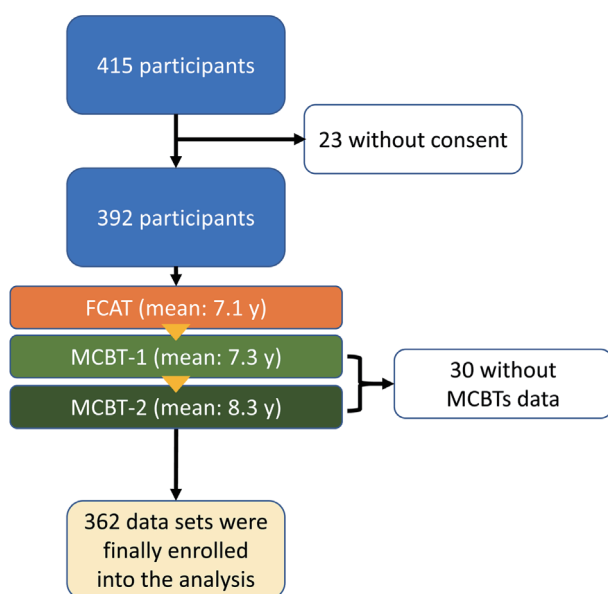 415 participants
23 without consent
392 participants
FCAT (mean: 7.1 y)
MCBT-1 (mean: 7.3 y)
MCBT-2 (mean: 8.3 y)
30 without
MCBTs data
362 data sets were
finally enrolled
into the analysis